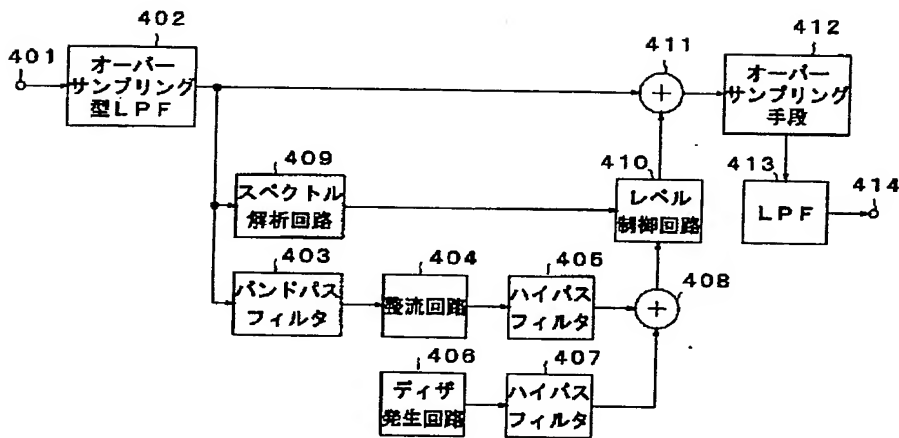 401
402
オーバー
サンプリング
型LPF
411
+
412
オーバー
サンプリング
手段
409
スペクトル
解析回路
410
レベル
制御回路
413
LPF
414
403
バンドパス
フィルタ
404
整流回路
405
ハイパス
フィルタ
408
+
406
ディザ
発生回路
407
ハイパス
フィルタ